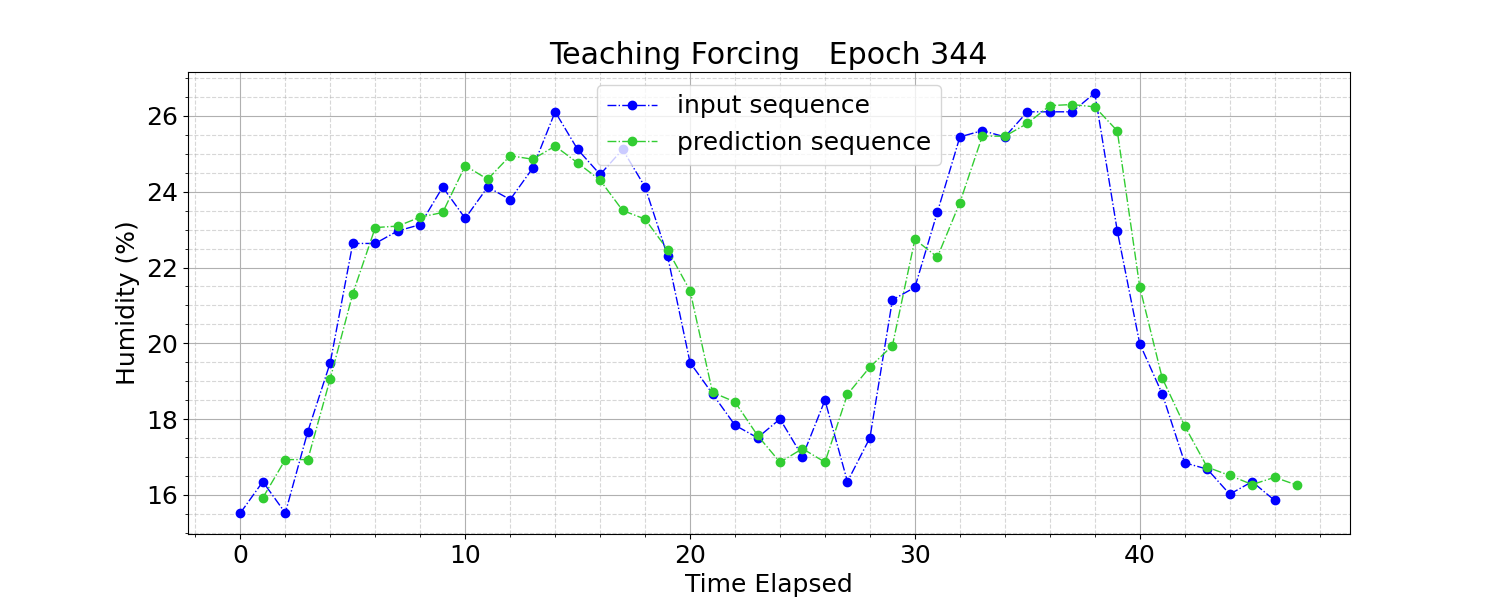 Teaching Forcing   Epoch 344
input sequence
prediction sequence
Humidity (%)
26
24
22
20
18
16
0 10 20 30 40
Time Elapsed